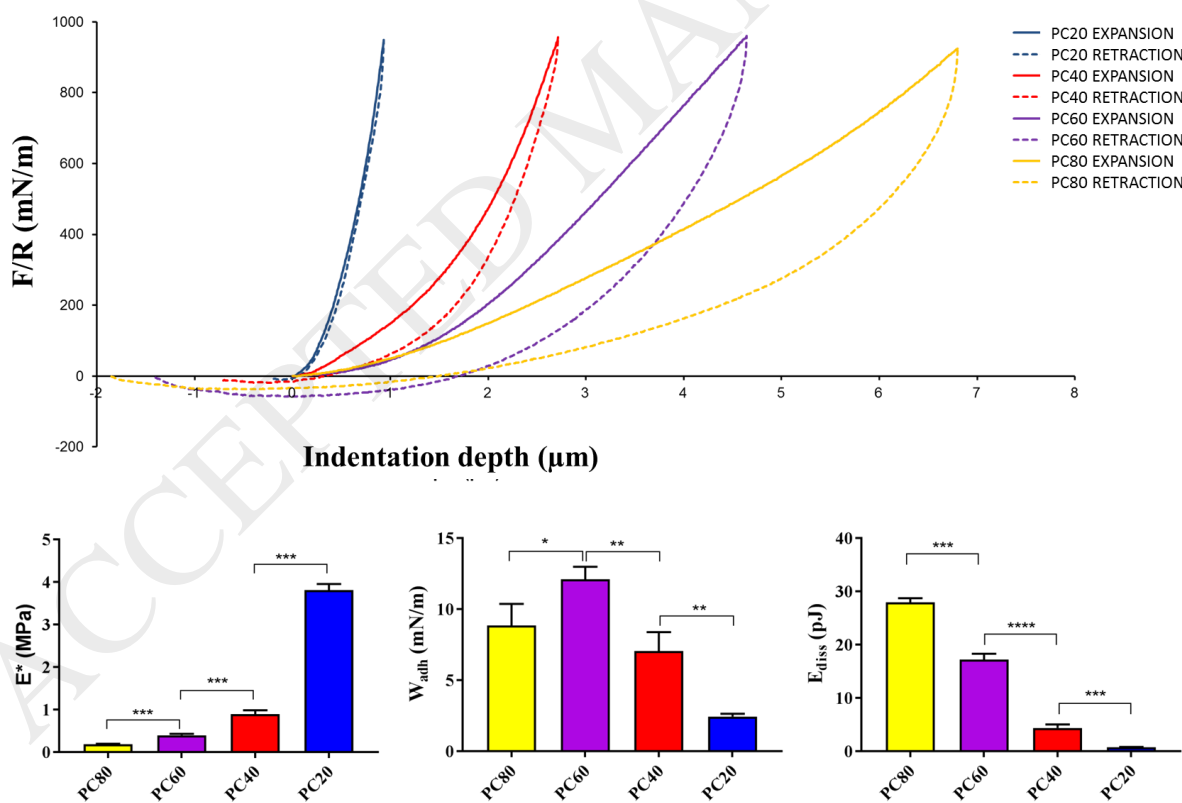 1000
800
600
400
200
0
-200
-2
-1
0
1
2
3
4
5
6
7
8
F/R (mN/m)
Indentation depth (µm)
PC20 EXPANSION
PC20 RETRACTION
PC40 EXPANSION
PC40 RETRACTION
PC60 EXPANSION
PC60 RETRACTION
PC80 EXPANSION
PC80 RETRACTION
ACCEPTED MA
E* (MPa)
5
4
3
2
1
0
***
***
***
PC80
PC60
PC40
PC20
W adh (mN/m)
15
10
5
0
*
**
**
PC80
PC60
PC40
PC20
E diss (pJ)
40
30
20
10
0
***
****
***
PC80
PC60
PC40
PC20